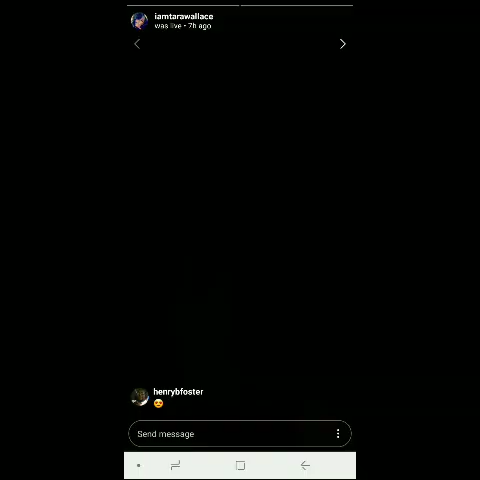 iamtarawallace
was live • 7h ago
henrybfoster
😍
Send message